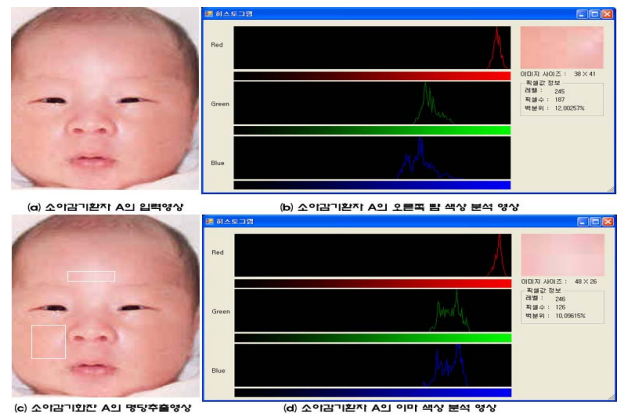 히스토그램
Red
Green
Blue
이미지 사이즈 : 38 X 41
픽셀값 정보
레벨 : 245
픽셀수 : 187
백분위 : 12,00257%
(a) 소아감기환자 A의 입력영상
(b) 소아감기환자 A의 오른쪽 뺨 색상 분석 영상
히스토그램
Red
Green
Blue
이미지 사이즈 : 48 X 26
픽셀값 정보
레벨 : 246
픽셀수 : 126
백분위 : 10,09615%
(c) 소아감기환잔 A의 명당추출영상
(d) 소아감기환자 A의 이마 색상 분석 영상